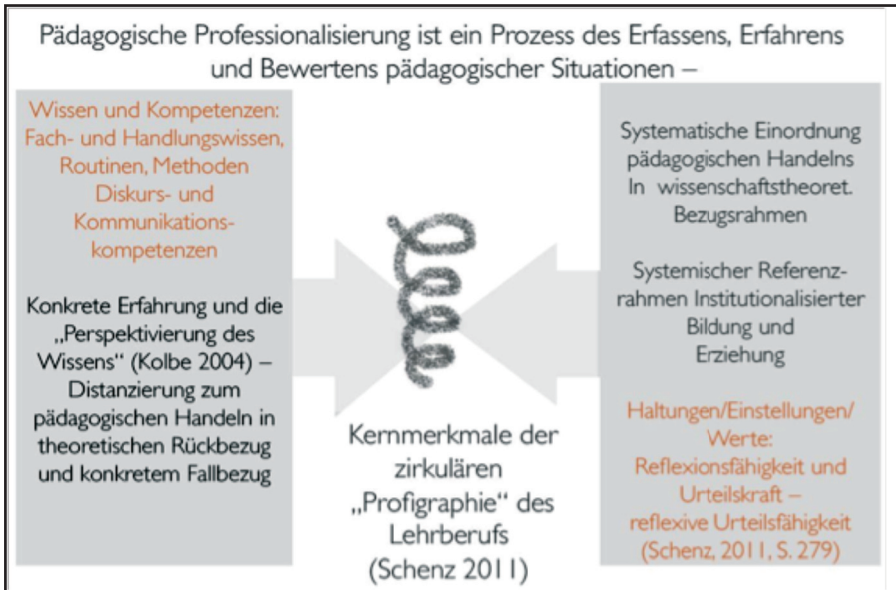 Pädagogische Professionalisierung ist ein Prozess des Erfassens, Erfahrens
und Bewertens pädagogischer Situationen –
Wissen und Kompetenzen:
Fach- und Handlungswissen,
Routinen, Methoden
Diskurs- und
Kommunikations-
kompetenzen
Konkrete Erfahrung und die
„Perspektivierung des
Wissens“ (Kolbe 2004) –
Distanzierung zum
pädagogischen Handeln in
theoretischen Rückbezug
und konkretem Fallbezug
Kernmerkmale der
zirkulären
„Profigraphie“ des
Lehrberufs
(Schenz 2011)
Systematische Einordnung
pädagogischen Handelns
In wissenschaftstheoret.
Bezugsrahmen
Systemischer Referenz-
rahmen Institutionalisierter
Bildung und
Erziehung
Haltungen/Einstellungen/
Werte:
Reflexionsfähigkeit und
Urteilskraft –
reflexive Urteilsfähigkeit
(Schenz, 2011, S. 279)